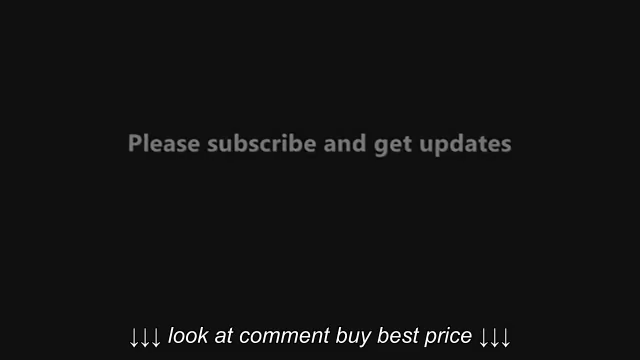 Please subscribe and get updates
↓↓↓ look at comment buy best price ↓↓↓